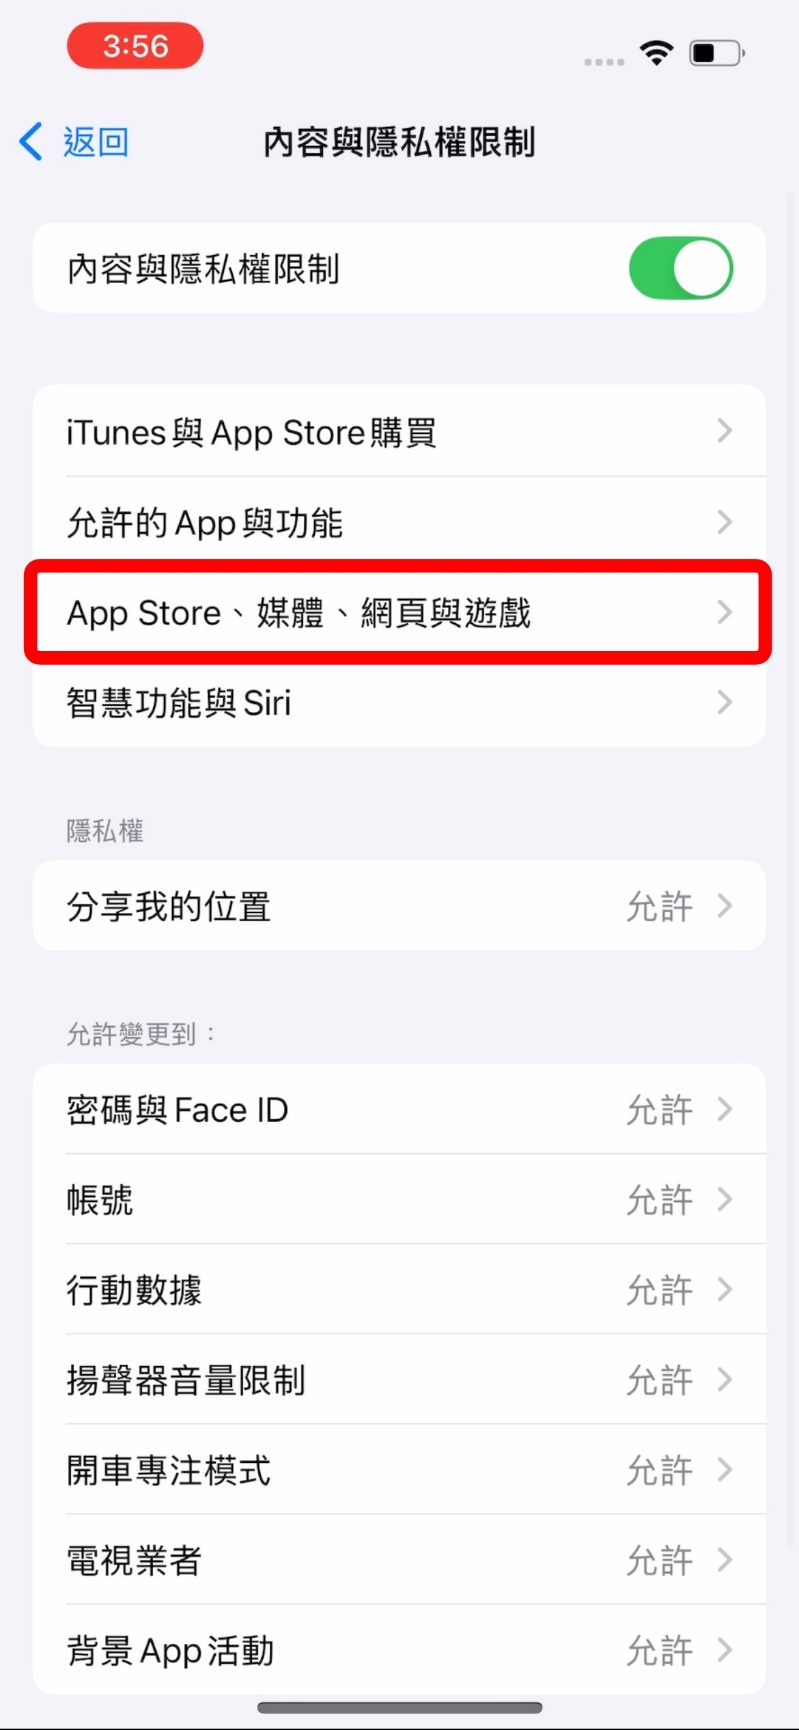 3:56
返回
內容與隱私權限制
內容與隱私權限制
iTunes與App Store購買
允許的App與功能
App Store、媒體、網頁與遊戲
智慧功能與Siri
隱私權
分享我的位置 允許
允許變更到：
密碼與Face ID 允許
帳號 允許
行動數據 允許
揚聲器音量限制 允許
開車專注模式 允許
電視業者 允許
背景App活動 允許